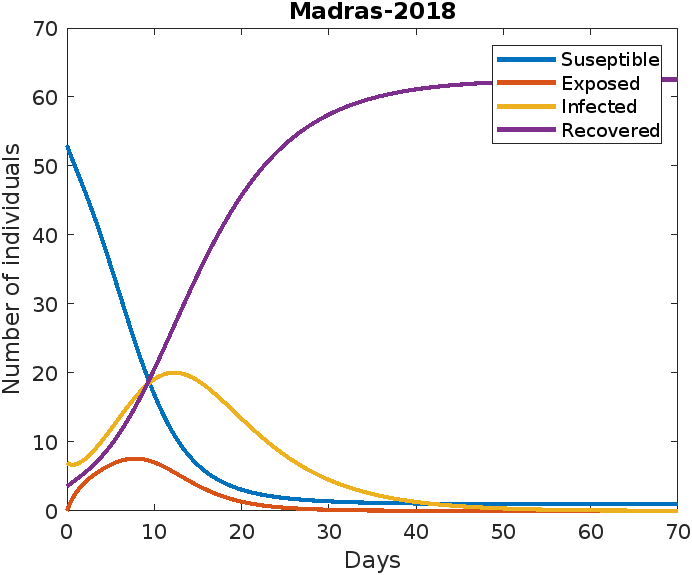 Madras-2018
Number of individuals
70
60
50
40
30
20
10
0
Suseptible
Exposed
Infected
Recovered
0 10 20 30 40 50 60 70
Days